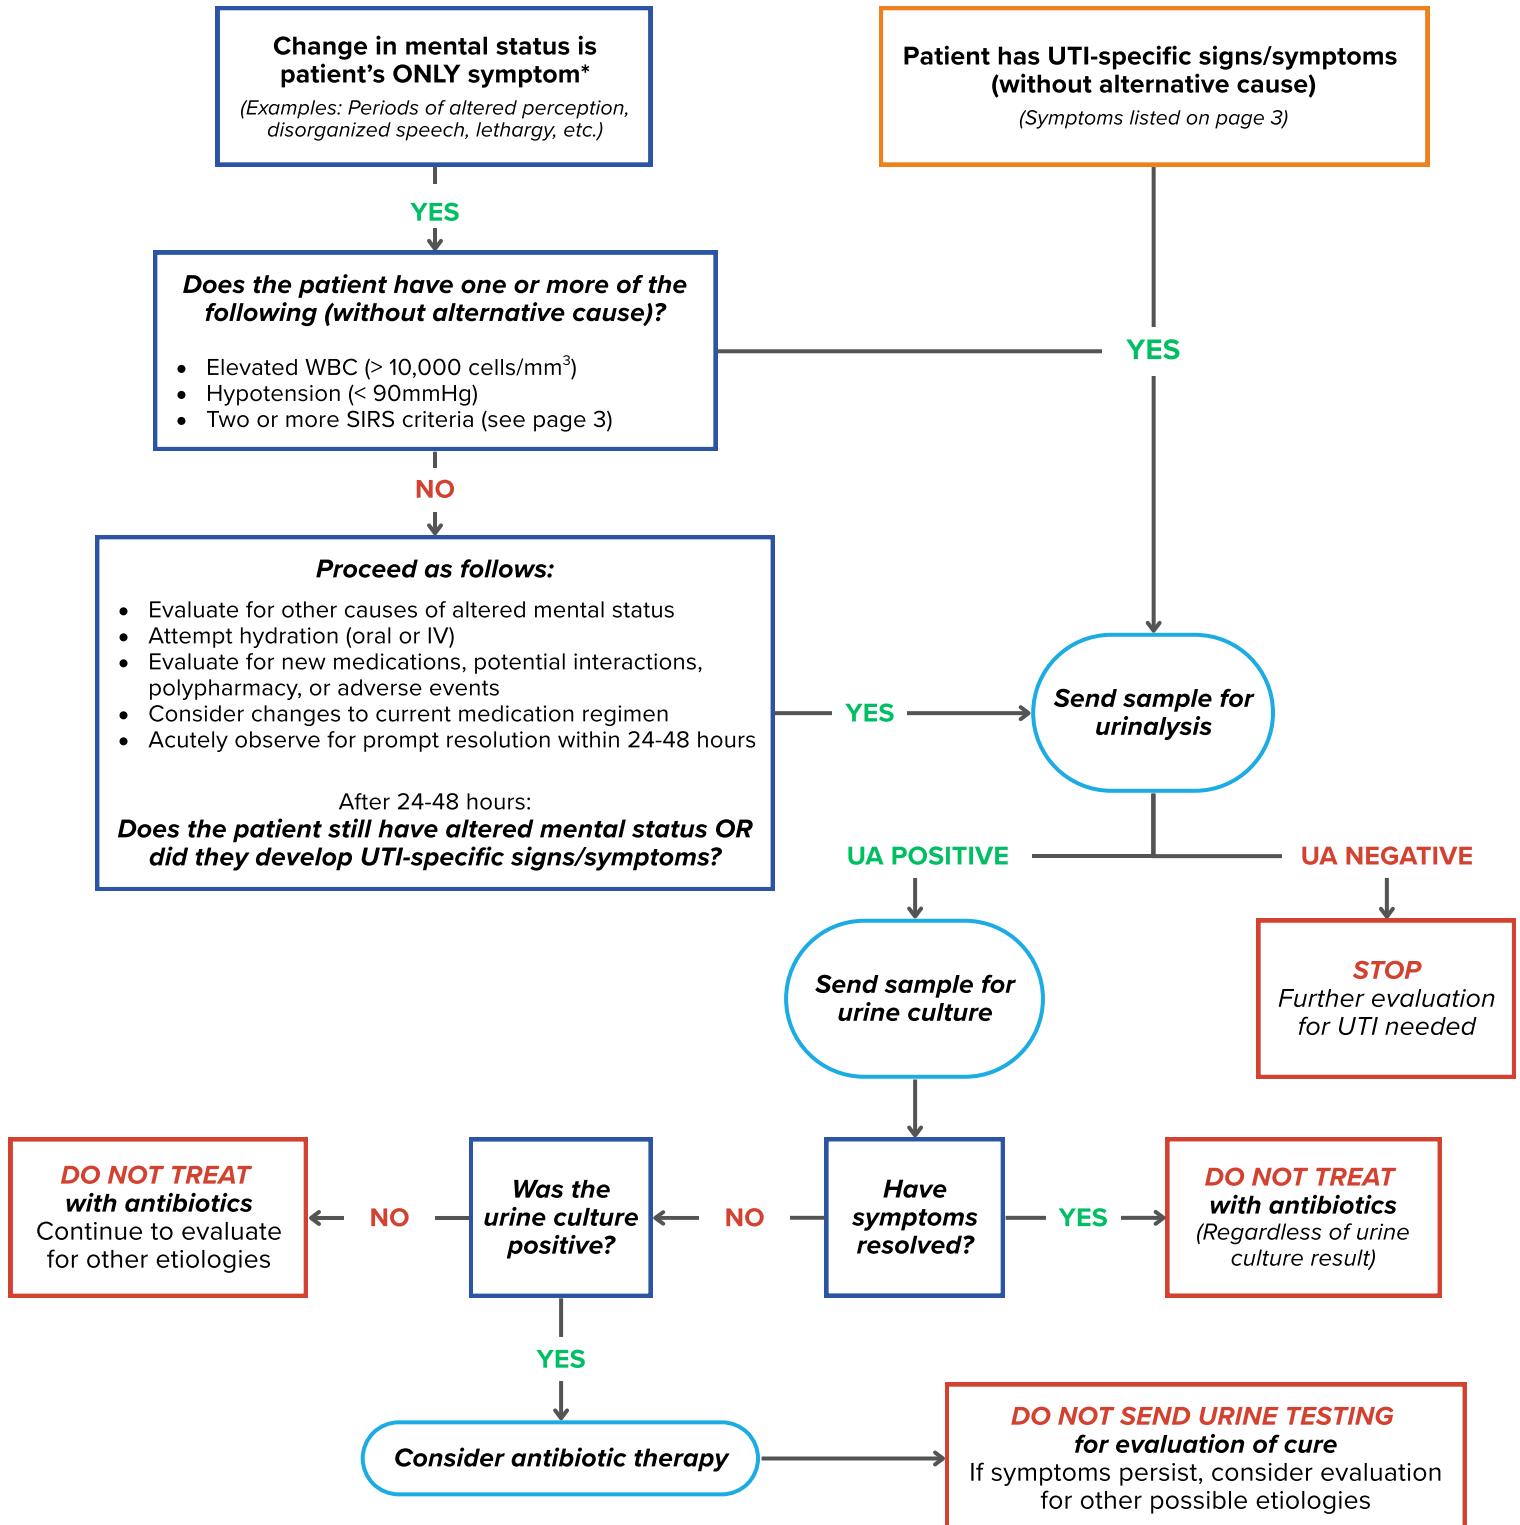 Change in mental status is
patient's ONLY symptom*
(Examples: Periods of altered perception,
disorganized speech, lethargy, etc.)
Patient has UTI-specific signs/symptoms
(without alternative cause)
(Symptoms listed on page 3)
YES
Does the patient have one or more of the
following (without alternative cause)?
• Elevated WBC (> 10,000 cells/mm³)
• Hypotension (< 90mmHg)
• Two or more SIRS criteria (see page 3)
YES
NO
Proceed as follows:
• Evaluate for other causes of altered mental status
• Attempt hydration (oral or IV)
• Evaluate for new medications, potential interactions,
polypharmacy, or adverse events
• Consider changes to current medication regimen
• Acutely observe for prompt resolution within 24-48 hours
After 24-48 hours:
Does the patient still have altered mental status OR
did they develop UTI-specific signs/symptoms?
YES
Send sample for
urinalysis
UA POSITIVE
UA NEGATIVE
Send sample for
urine culture
STOP
Further evaluation
for UTI needed
DO NOT TREAT
with antibiotics
Continue to evaluate
for other etiologies
NO
Was the
urine culture
positive?
NO
Have
symptoms
resolved?
YES
DO NOT TREAT
with antibiotics
(Regardless of urine
culture result)
YES
Consider antibiotic therapy
DO NOT SEND URINE TESTING
for evaluation of cure
If symptoms persist, consider evaluation
for other possible etiologies